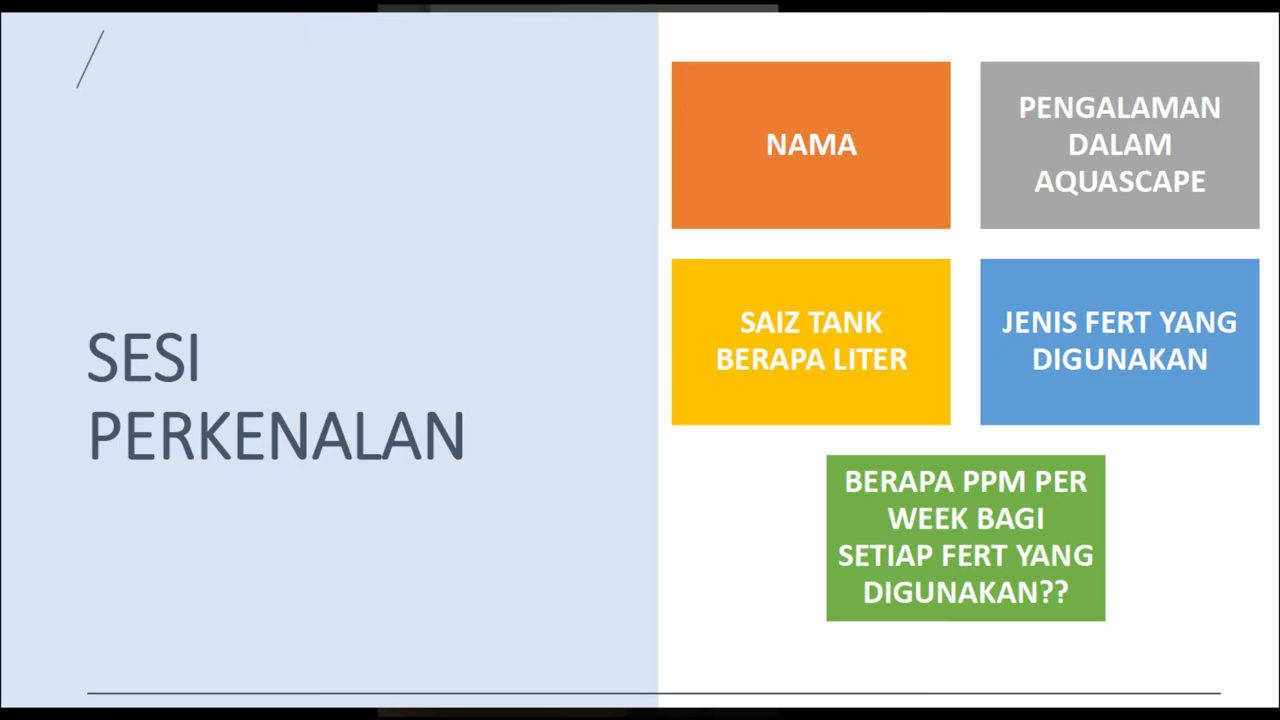 SESI
PERKENALAN
NAMA
PENGALAMAN
DALAM
AQUASCAPE
SAIZ TANK
BERAPA LITER
JENIS FERT YANG
DIGUNAKAN
BERAPA PPM PER
WEEK BAGI
SETIAP FERT YANG
DIGUNAKAN??